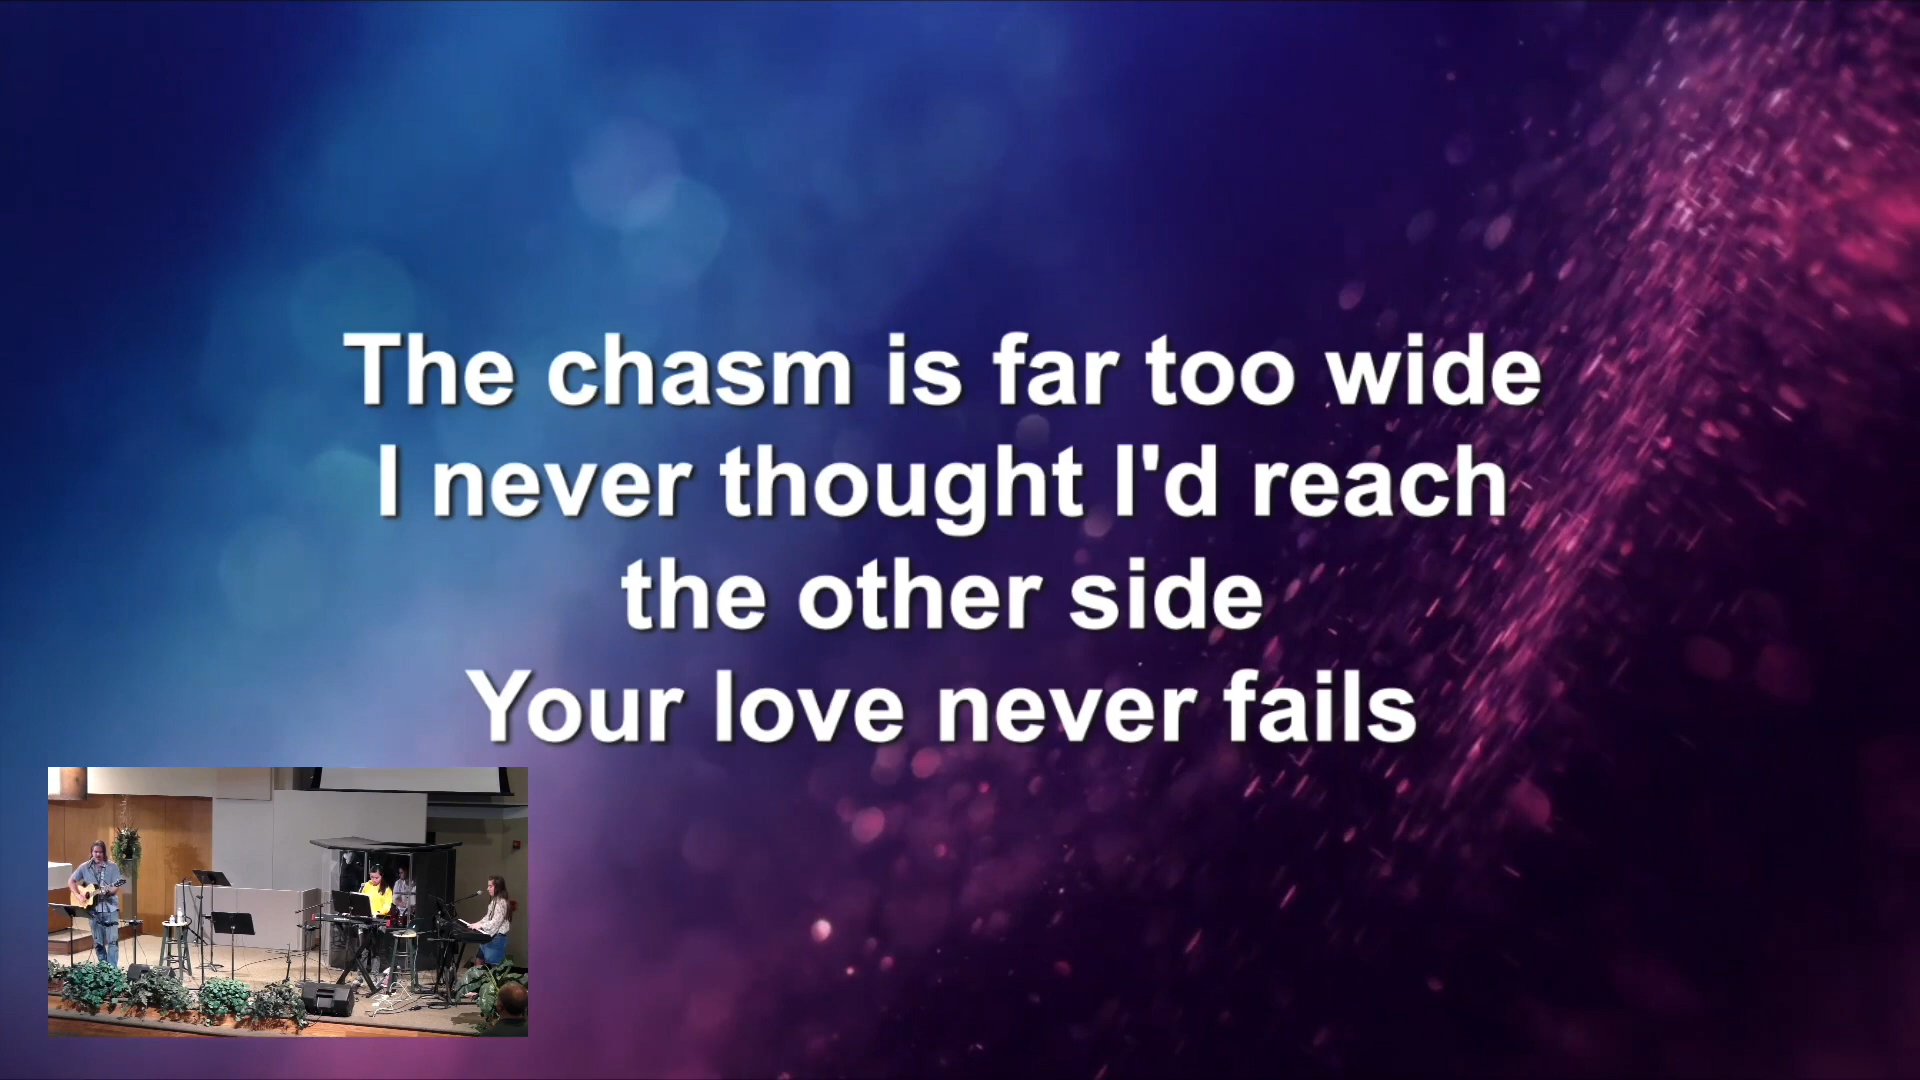 The chasm is far too wide
I never thought I'd reach
the other side
Your love never fails